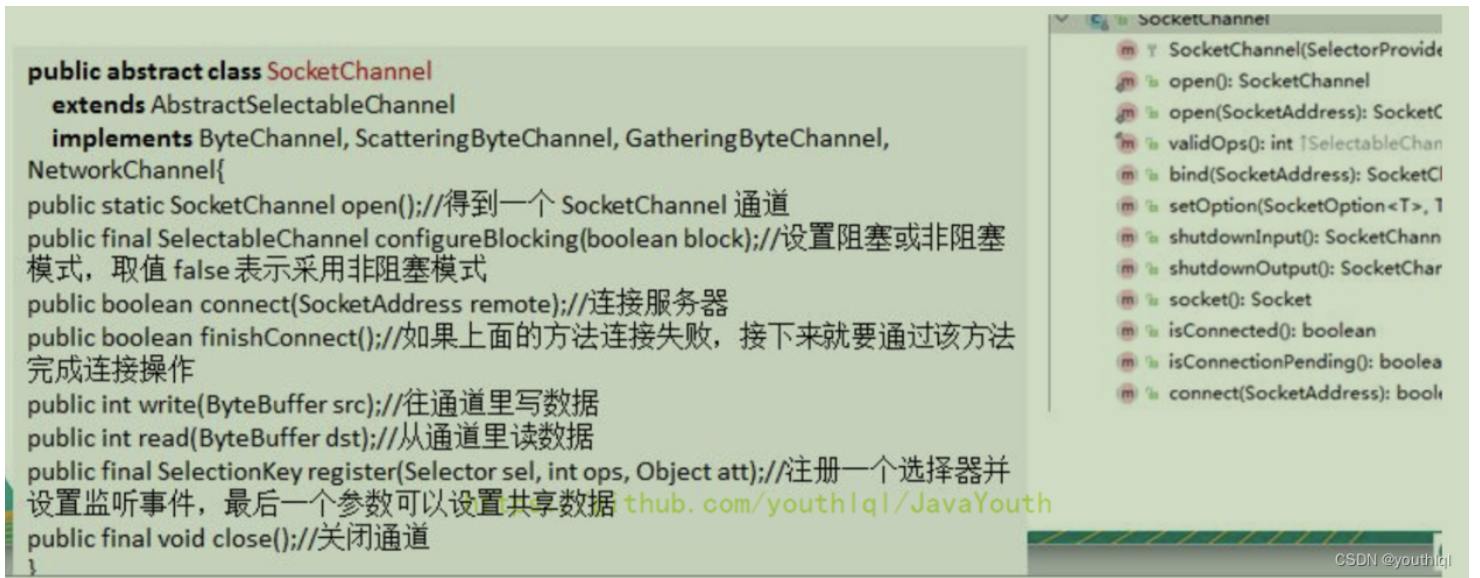 public abstract class SocketChannel
extends AbstractSelectableChannel
implements ByteChannel, ScatteringByteChannel, GatheringByteChannel,
NetworkChannel{
public static SocketChannel open();//得到一个 SocketChannel 通道
public final SelectableChannel configureBlocking(boolean block);//设置阻塞或非阻塞
模式，取值 false 表示采用非阻塞模式
public boolean connect(SocketAddress remote);//连接服务器
public boolean finishConnect();//如果上面的方法连接失败，接下来就要通过该方法
完成连接操作
public int write(ByteBuffer src);//往通道里写数据
public int read(ByteBuffer dst);//从通道里读数据
public final SelectionKey register(Selector sel, int ops, Object att);//注册一个选择器并
设置监听事件，最后一个参数可以设置共享数据
public final void close();//关闭通道
}
SocketChannel
SocketChannel(SelectorProvide
open(): SocketChannel
open(SocketAddress): SocketC
validOps(): int ↑SelectableChan
bind(SocketAddress): SocketCl
setOption(SocketOption<T>, T
shutdownInput(): SocketChann
shutdownOutput(): SocketChar
socket(): Socket
isConnected(): boolean
isConnectionPending(): boolea
connect(SocketAddress): boole
thub.com/youthlql/JavaYouth
CSDN @youthlql